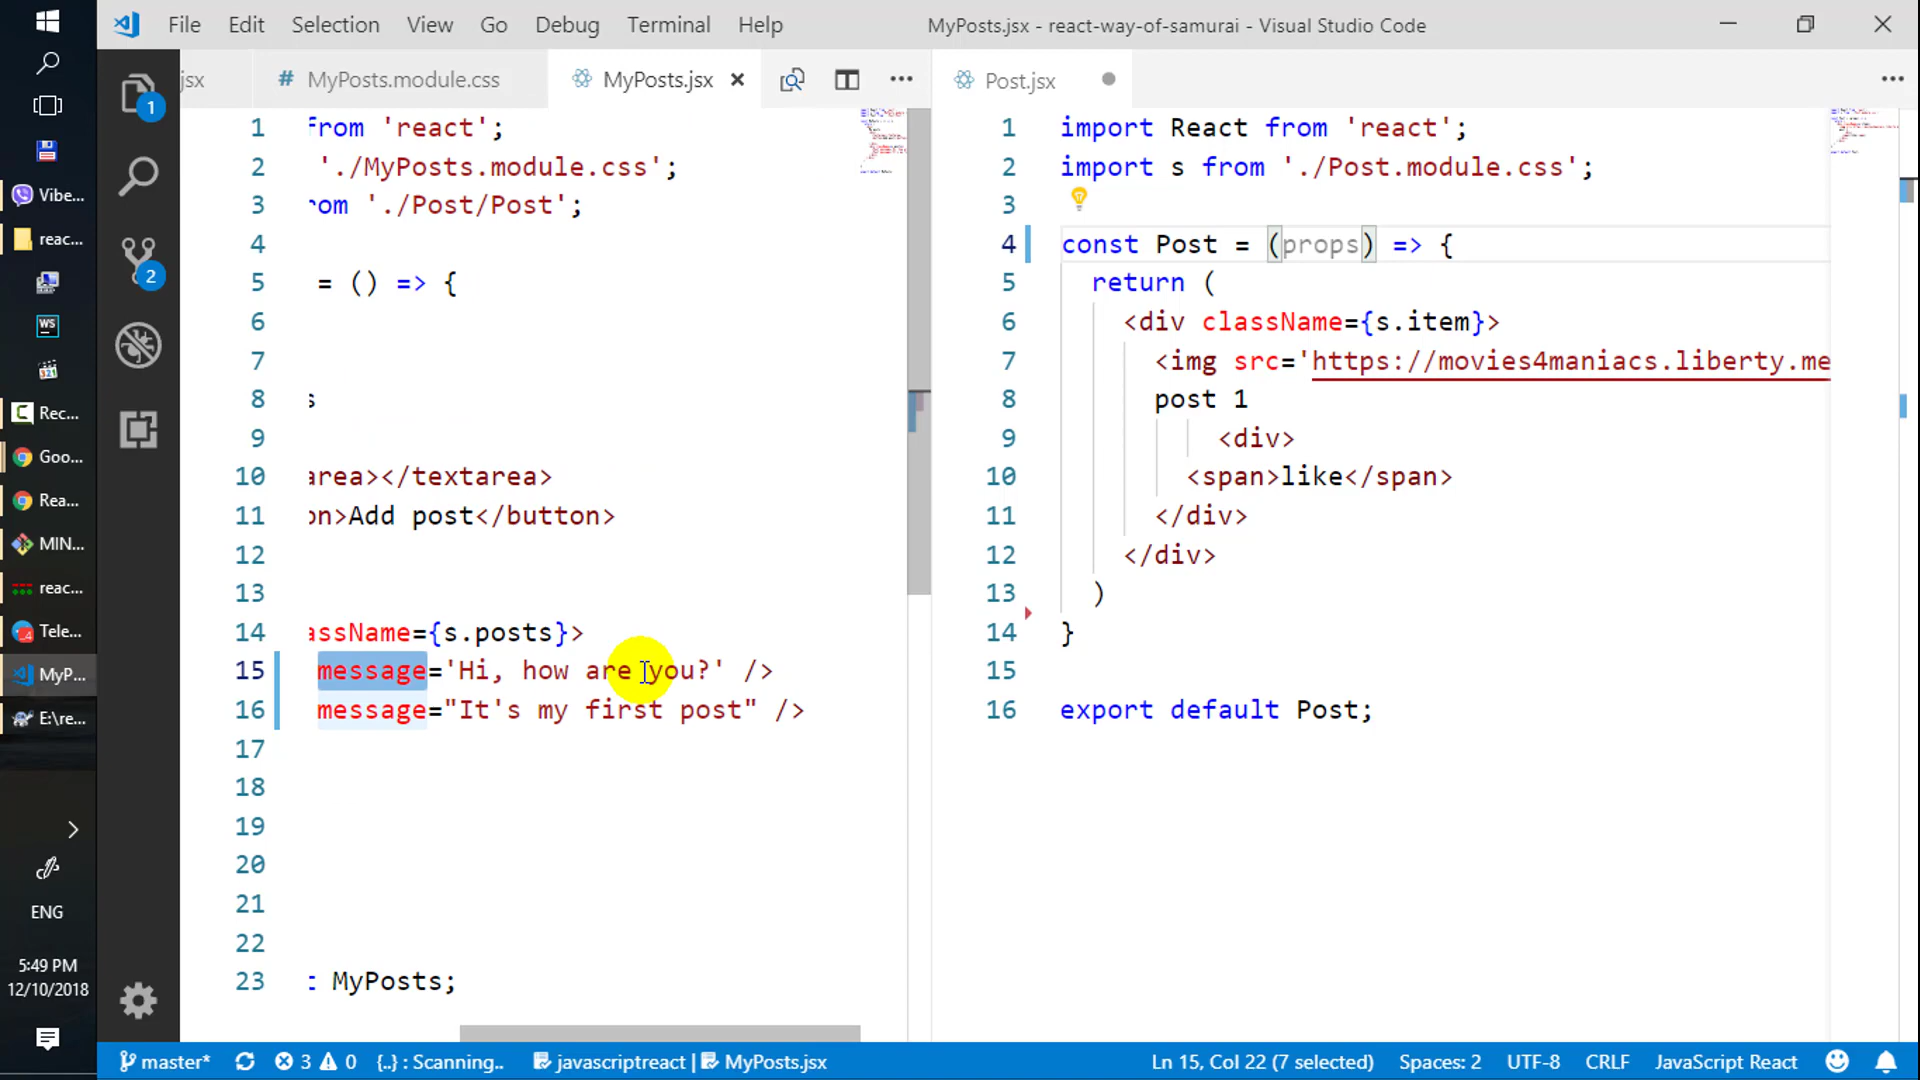 File Edit Selection View Go Debug Terminal Help
MyPosts.jsx - react-way-of-samurai - Visual Studio Code
jsx
# MyPosts.module.css
MyPosts.jsx
Post.jsx
1 from 'react';
2 './MyPosts.module.css';
3 rom './Post/Post';
4
5 = () => {
6
7
8 s
9
10 area></textarea>
11 on>Add post</button>
12
13
14 assName={s.posts}>
15 message='Hi, how are you?' />
16 message="It's my first post" />
17
18
19
20
21
22
23 t MyPosts;
1 import React from 'react';
2 import s from './Post.module.css';
3
4 const Post = (props) => {
5 return (
6 <div className={s.item}>
7 <img src='https://movies4maniacs.liberty.me
8 post 1
9 <div>
10 <span>like</span>
11 </div>
12 </div>
13 )
14 }
15
16 export default Post;
1
2
Vibe...
reac...
WS
321
Rec...
Goo...
Rea...
MIN...
reac...
Tele...
MyP...
E:\re...
ENG
5:49 PM
12/10/2018
master* 3 0 {..} : Scanning.. javascriptreact | MyPosts.jsx
Ln 15, Col 22 (7 selected) Spaces: 2 UTF-8 CRLF JavaScript React